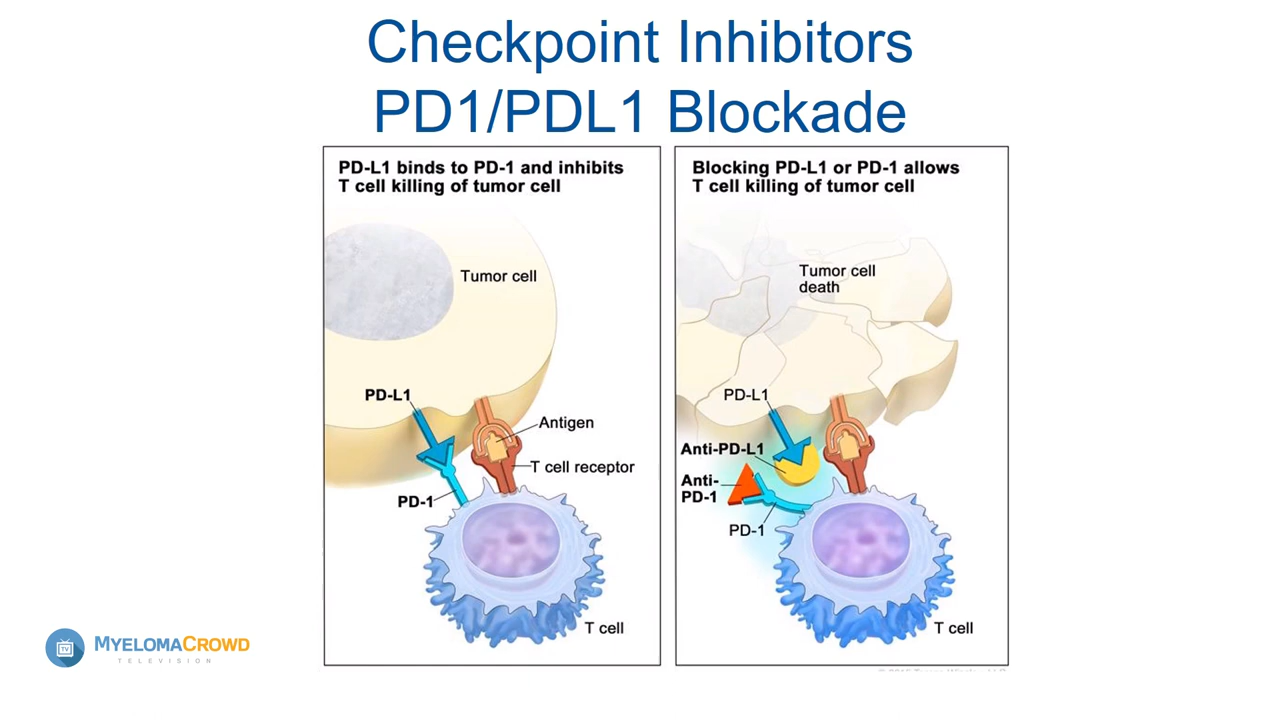 Checkpoint Inhibitors
PD1/PDL1 Blockade
PD-L1 binds to PD-1 and inhibits
T cell killing of tumor cell
Tumor cell
PD-L1
Antigen
T cell receptor
PD-1
T cell
Blocking PD-L1 or PD-1 allows
T cell killing of tumor cell
Tumor cell
death
PD-L1
Anti-PD-L1
Anti-
PD-1
PD-1
T cell
TV
MYELOMACROWD
TELEVISION